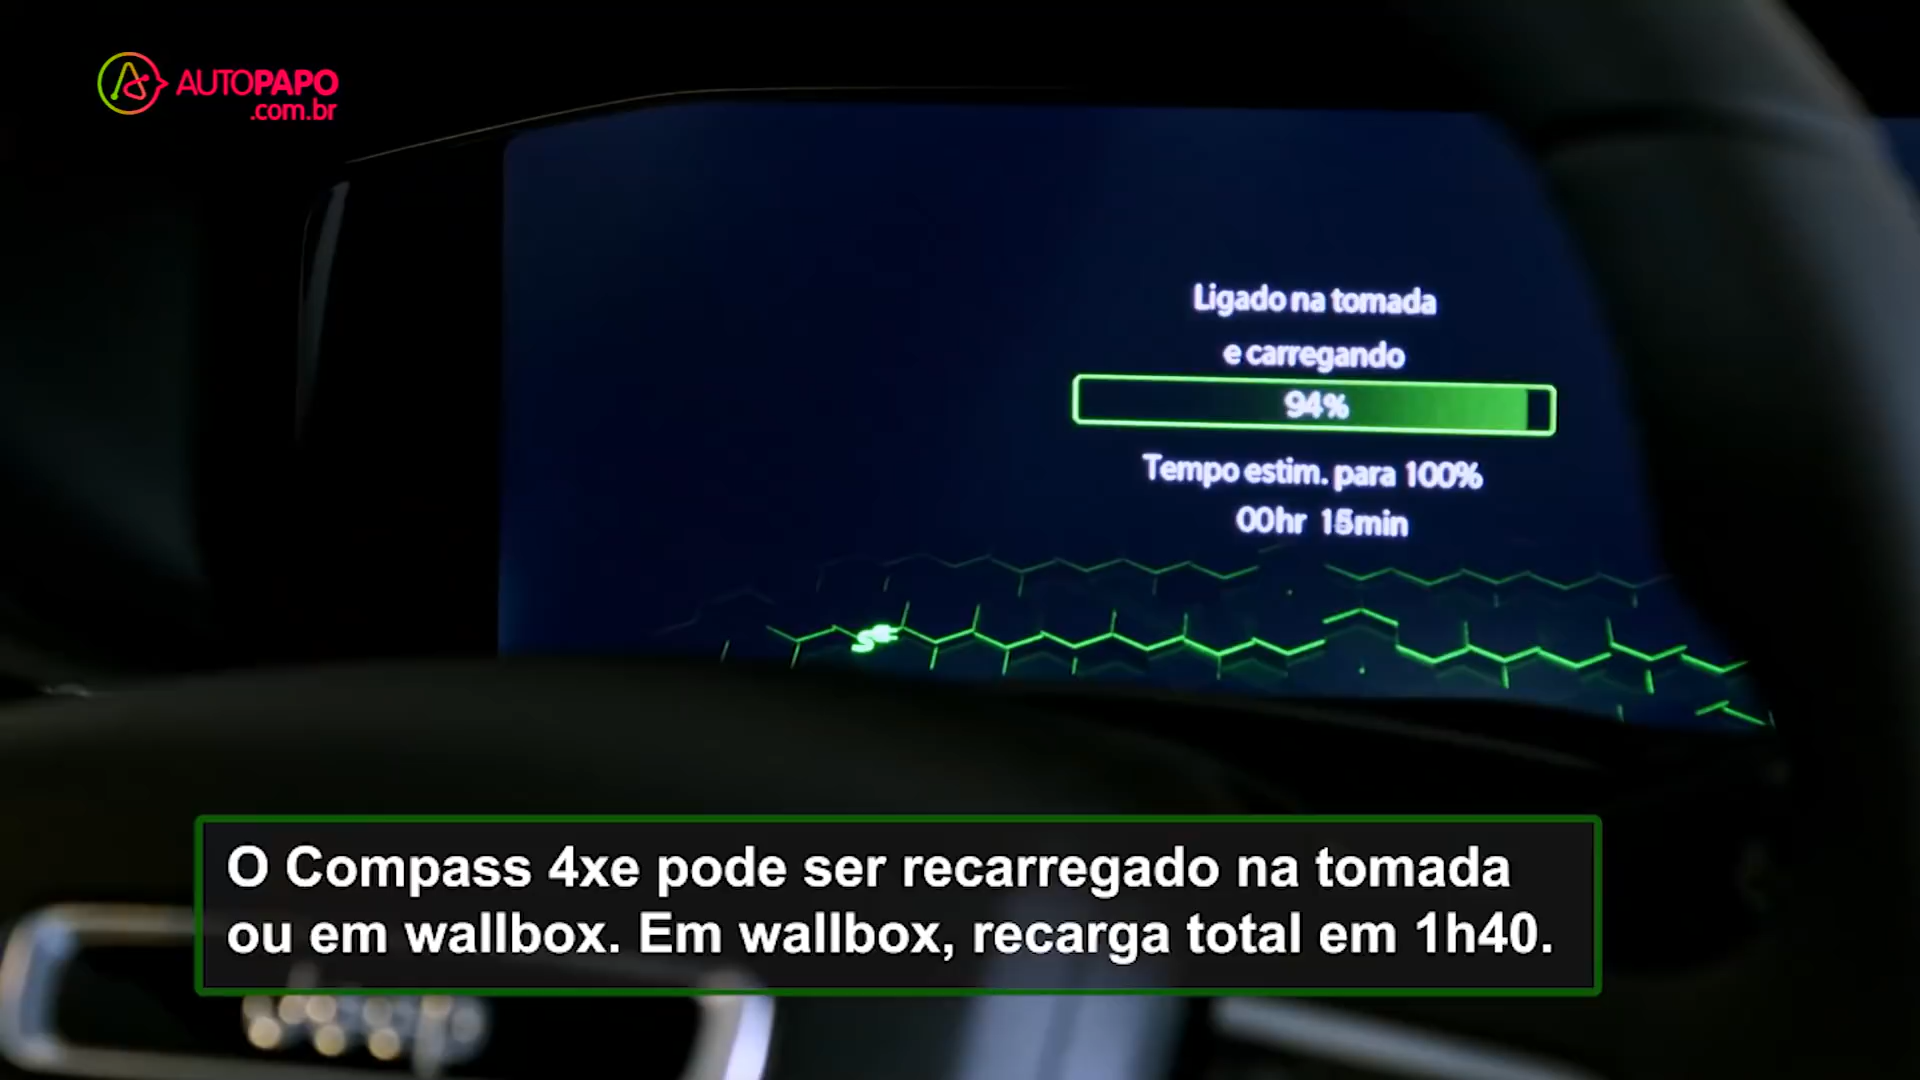 AUTOPAPO
.com.br
Ligado na tomada
e carregando
94%
Tempo estim. para 100%
00hr min
O Compass 4xe pode ser recarregado na tomada
ou em wallbox. Em wallbox, recarga total em 1h40.